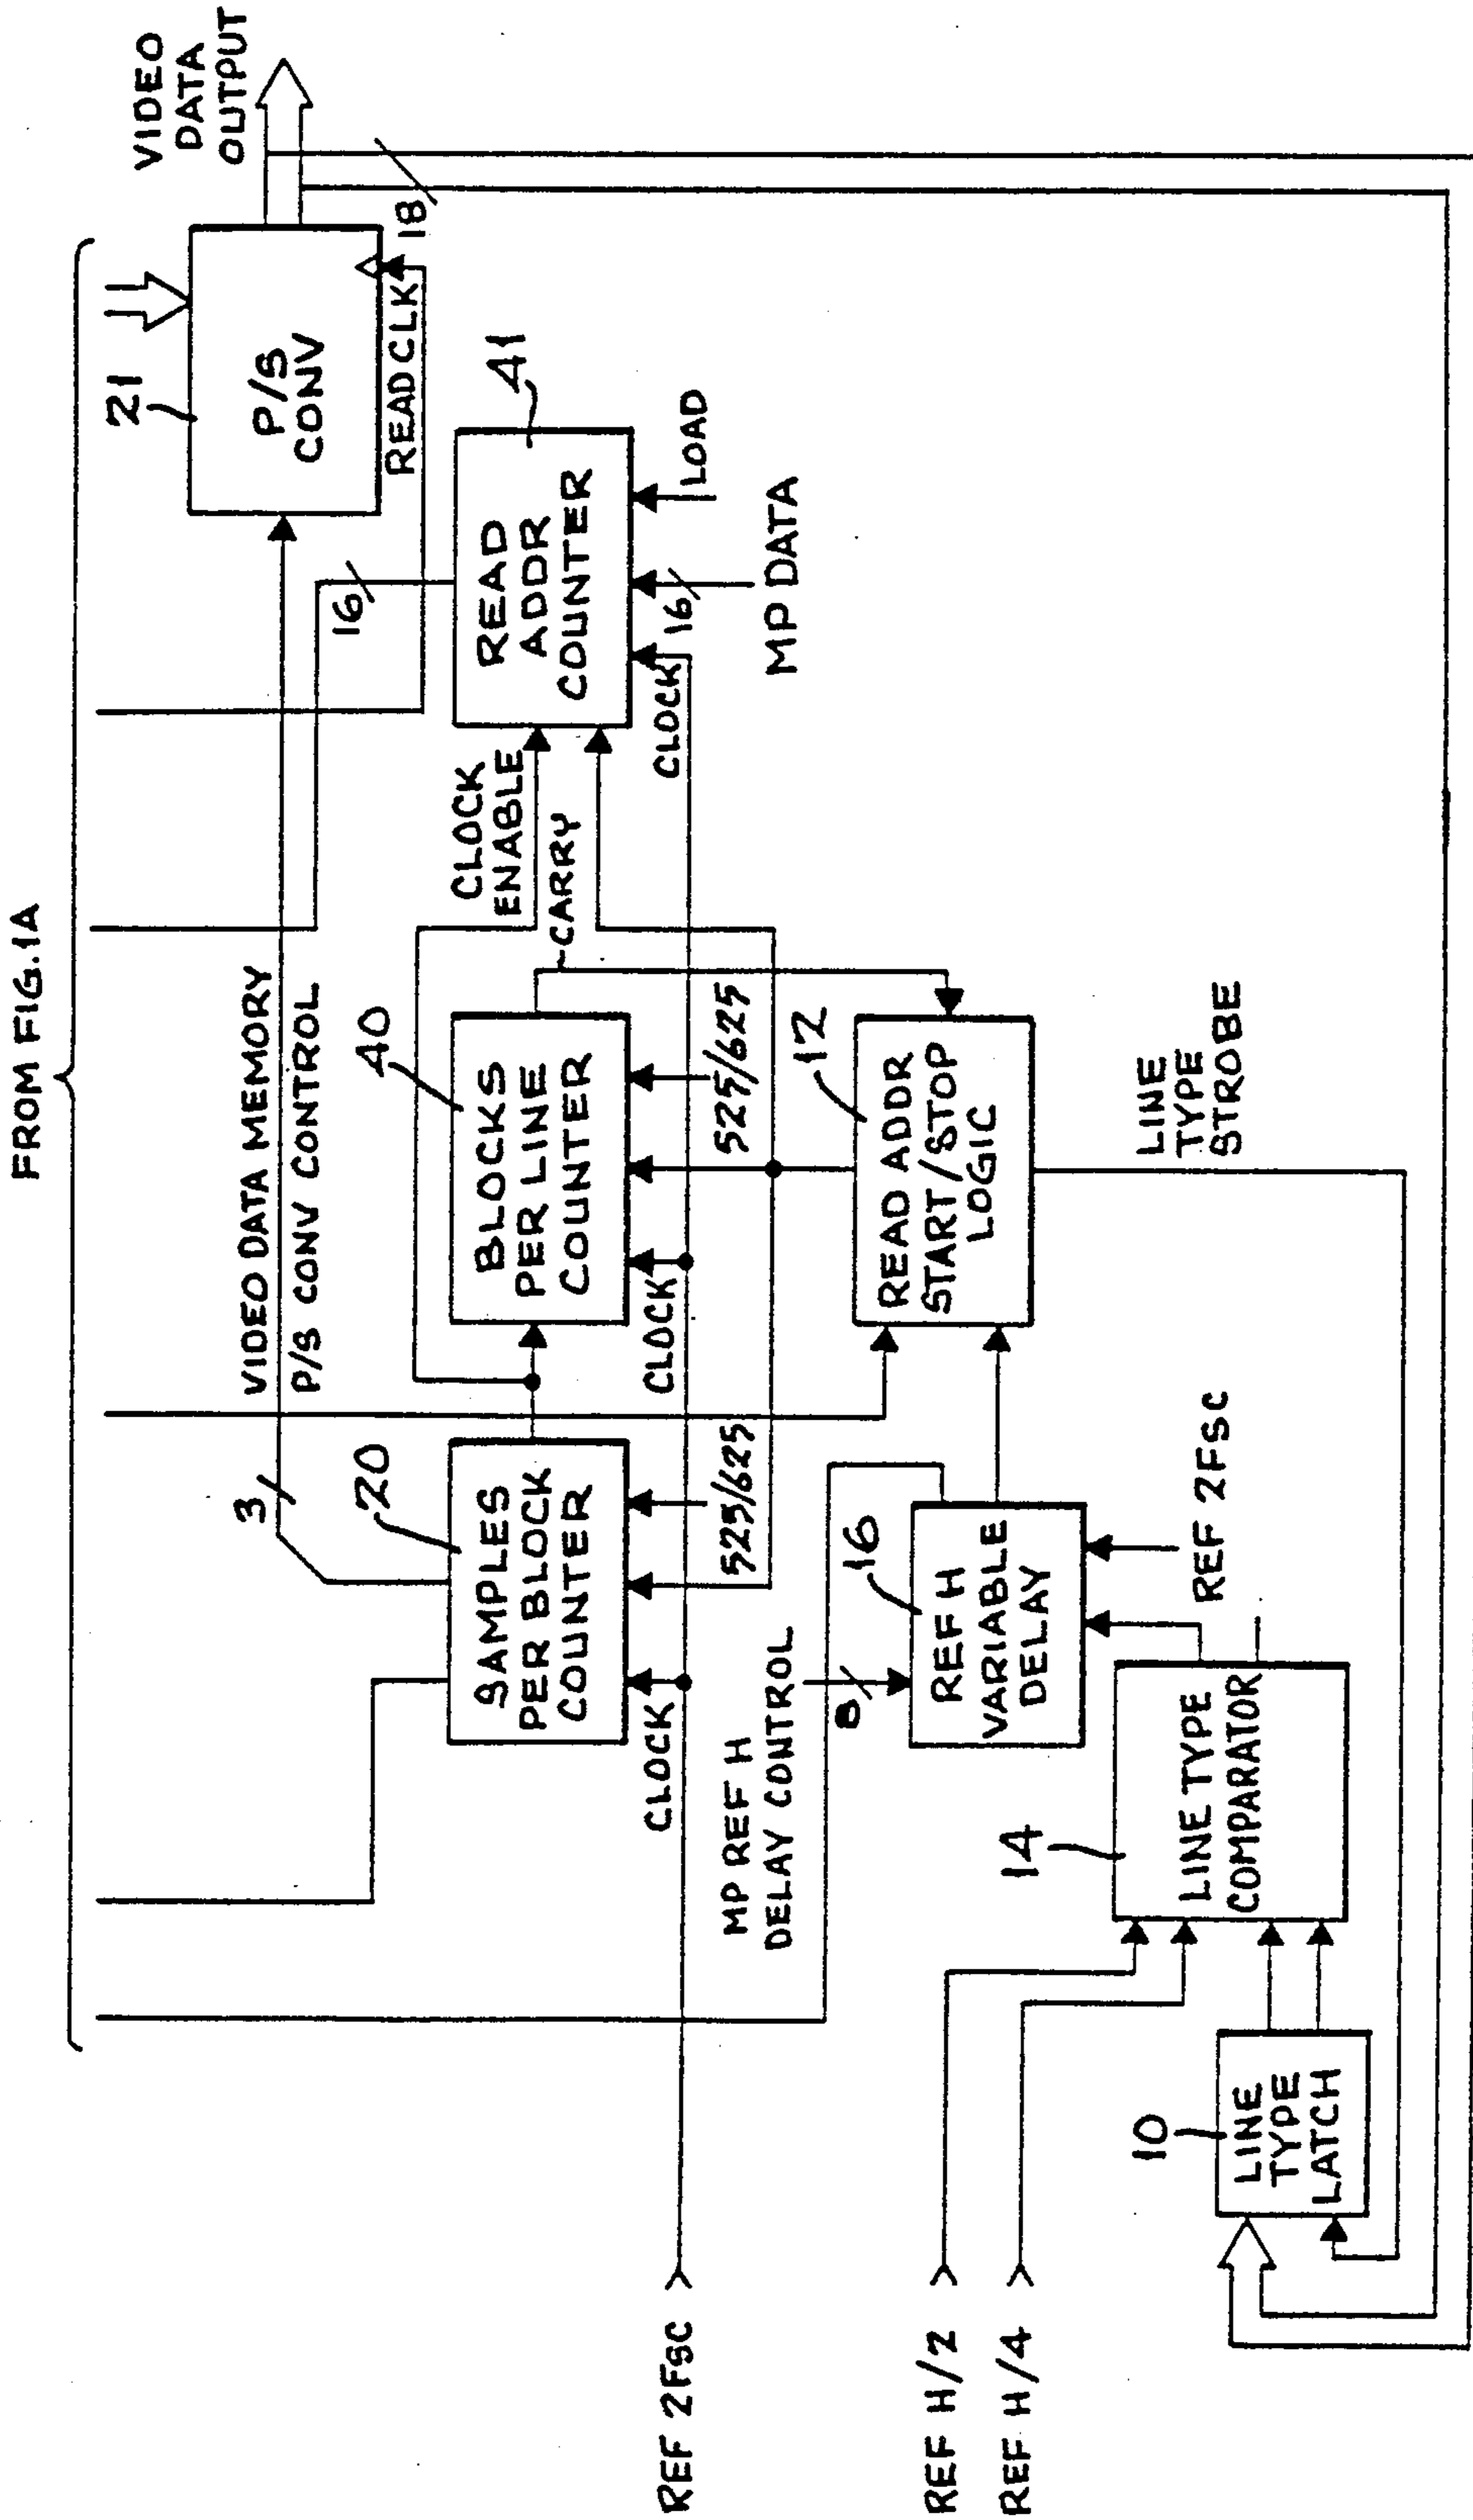 FROM FIG.1A
VIDEO
DATA
OUTPUT
21
P/S
CONV
READ CLK
18
VIDEO DATA MEMORY
P/S CONV CONTROL
3
16
20
SAMPLES
PER BLOCK
COUNTER
CLOCK
525/625
40
BLOCKS
PER LINE
COUNTER
CLOCK
525/625
CLOCK
ENABLE
CARRY
41
READ
ADDR
COUNTER
CLOCK
16
LOAD
MP DATA
REF 2FSC
MP REF H
DELAY CONTROL
8
16
REF H
VARIABLE
DELAY
REF 2FSC
12
READ ADDR
START/STOP
LOGIC
LINE
TYPE
STROBE
REF H/2
REF H/4
14
LINE TYPE
COMPARATOR
10
LINE
TYPE
LATCH